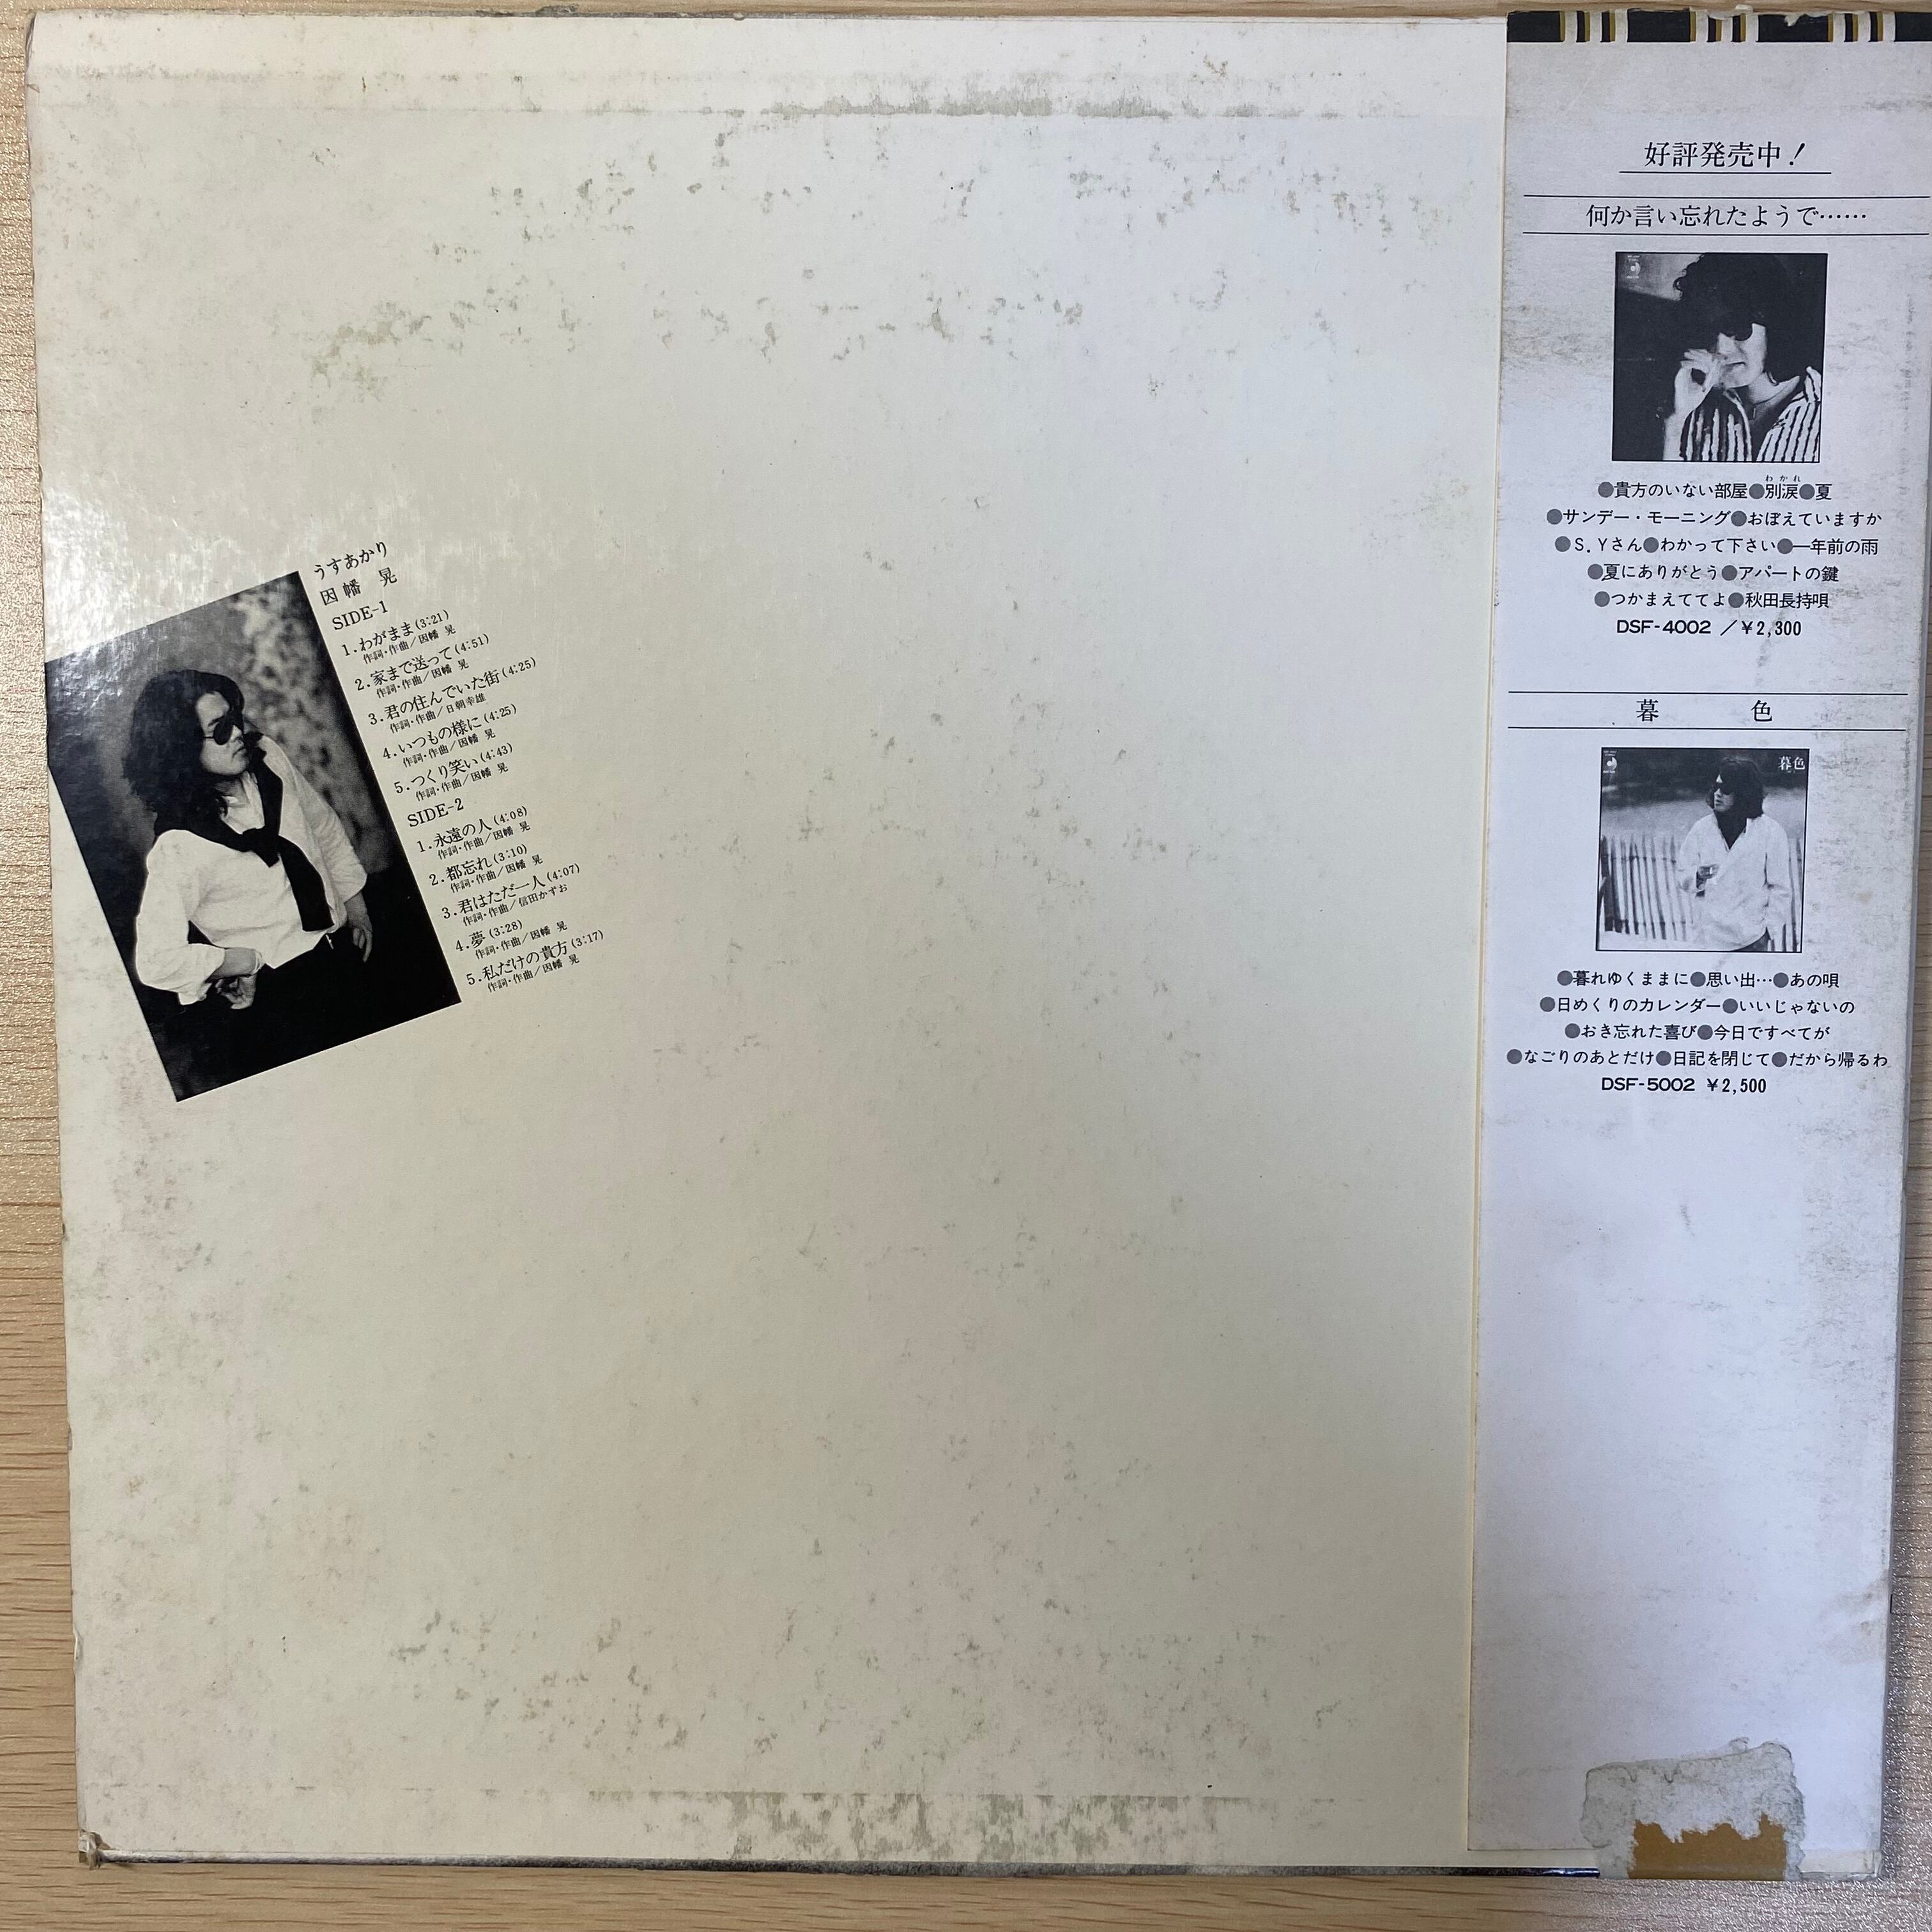 うすあかり
因幡 晃
SIDE-1
1.わがまま(3:21)
作詞・作曲/因幡 晃
2.家まで送って(4:51)
作詞・作曲/因幡 晃
3.君の住んでいた街(4:25)
作詞・作曲/日朝幸雄
4.いつもの様に(4:25)
作詞・作曲/因幡 晃
5.つくり笑い(4:43)
作詞・作曲/因幡 晃
SIDE-2
1.永遠の人(4:08)
作詞・作曲/因幡 晃
2.都忘れ(3:10)
作詞・作曲/因幡 晃
3.君はただ一人(4:07)
作詞・作曲/信田かずお
4.夢(3:28)
作詞・作曲/因幡 晃
5.私だけの貴方(3:17)
作詞・作曲/因幡 晃
好評発売中!
何か言い忘れたようで……
●貴方のいない部屋●別涙●夏
わかれ
●サンデー・モーニング●おぼえていますか
●S.Yさん●わかって下さい●一年前の雨
●夏にありがとう●アパートの鍵
●つかまえててよ●秋田長持唄
DSF-4002 /¥2,300
暮色
暮色
●暮れゆくままに●思い出…●あの唄
●日めくりのカレンダー●いいじゃないの
●おき忘れた喜び●今日ですべてが
●なごりのあとだけ●日記を閉じて●だから帰るわ
DSF-5002 ¥2,500